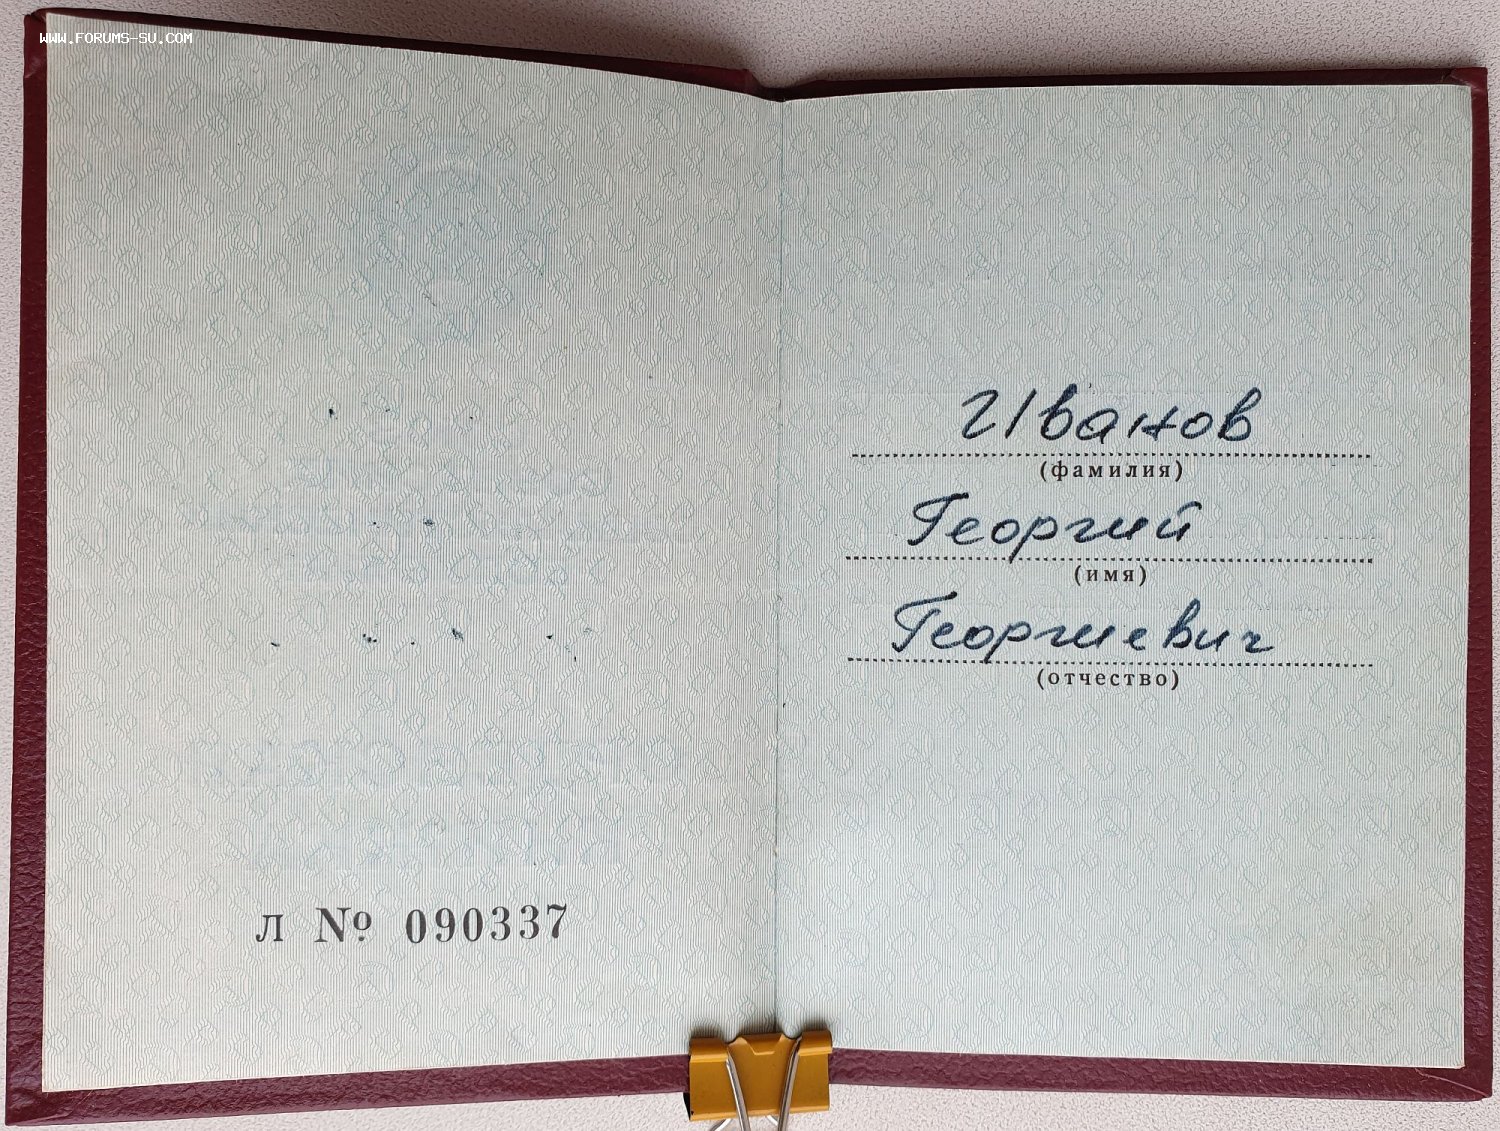 WWW.FORUMS-SU.COM
Л № 090337
Иванов
(фамилия)
Георгий
(имя)
Георгиевич
(отчество)